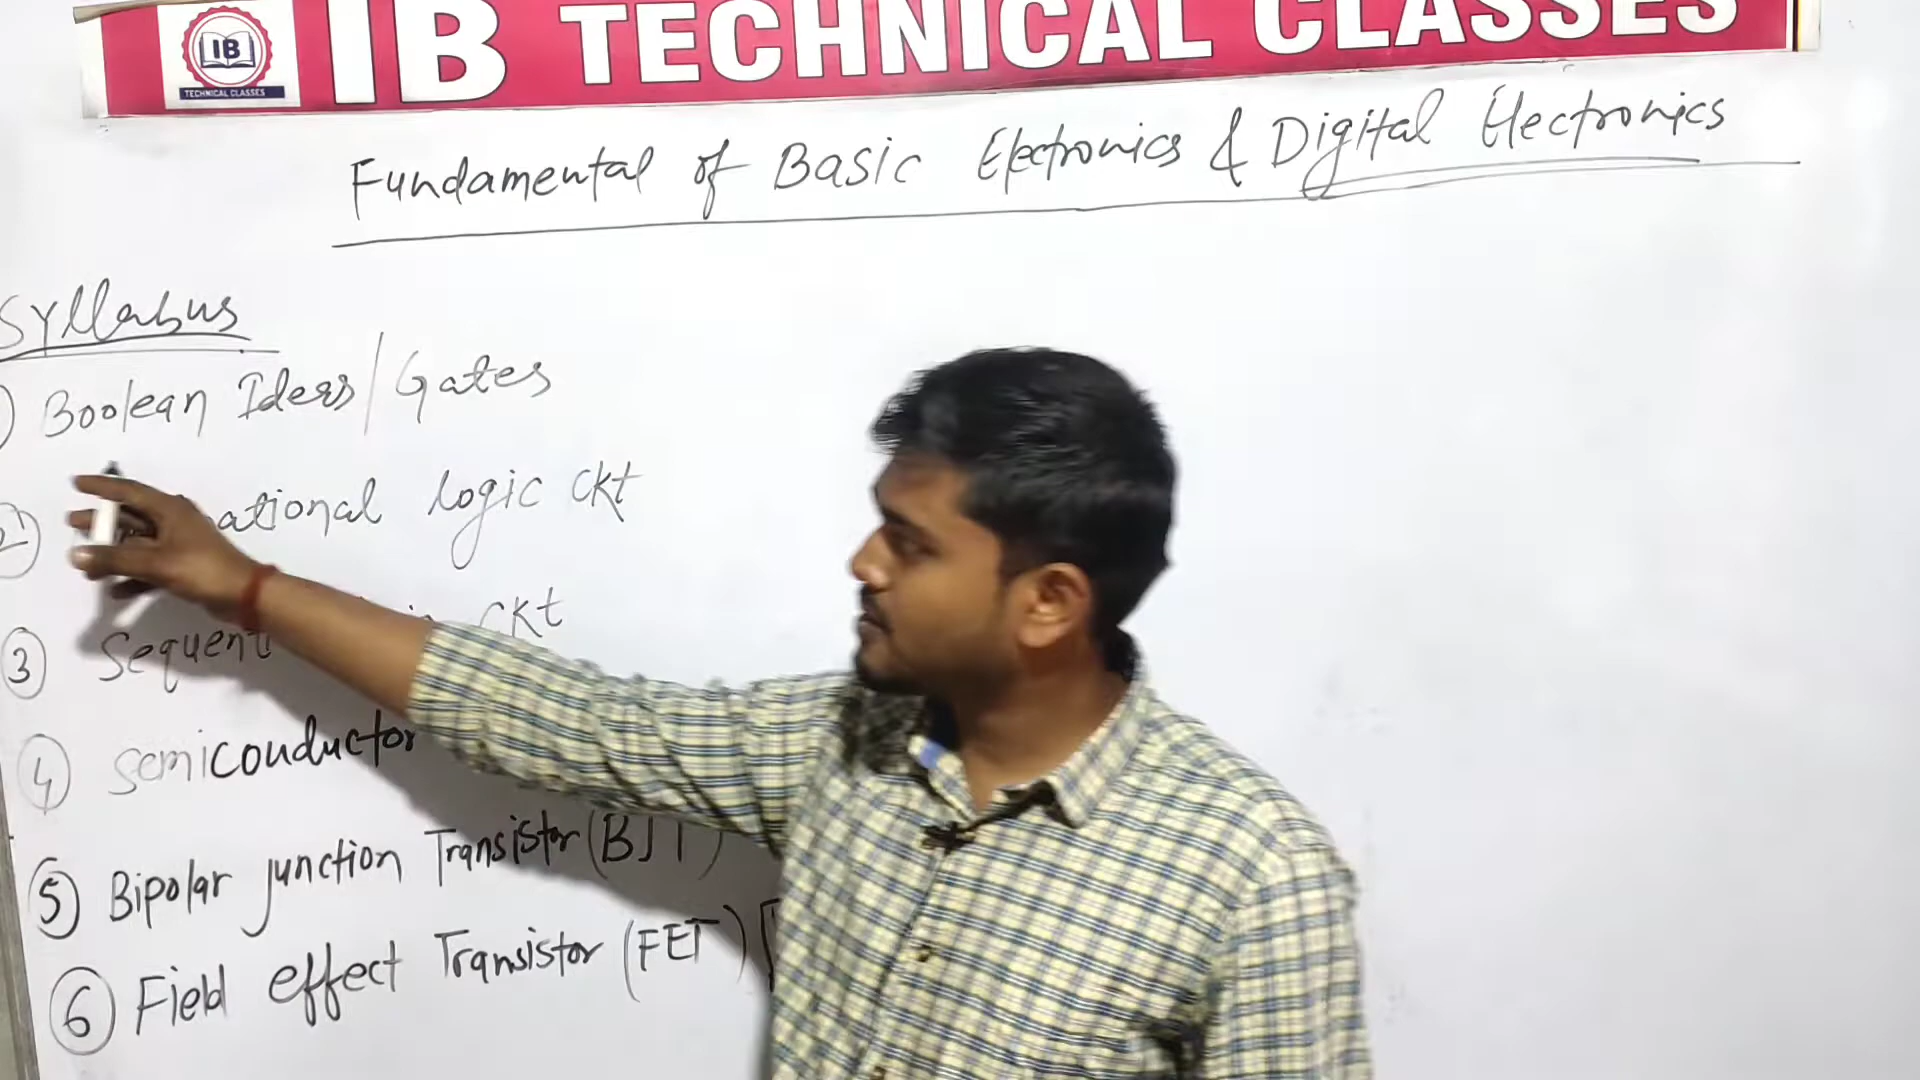 IB TECHNICAL CLASSES
IB
TECHNICAL CLASSES
Fundamental of Basic Electronics & Digital Electronics
Syllabus
Boolean Ideas/Gates
2 ational logic ckt
3 Sequent ckt
4 semiconductor
5 Bipolar junction Transistor (BJT)
6 Field effect Transistor (FET) [